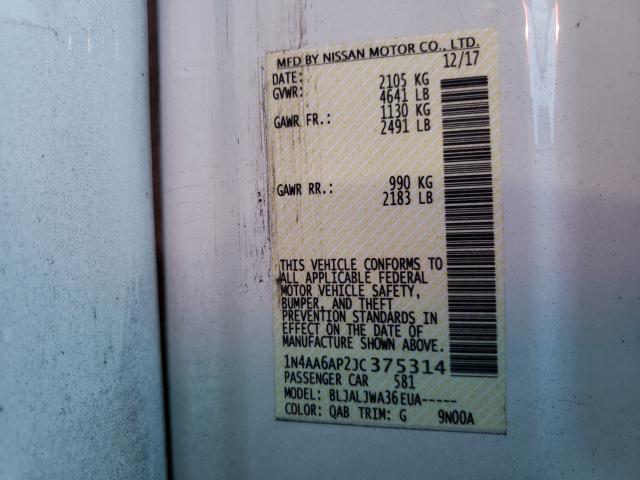 MFD BY NISSAN MOTOR CO., LTD.
DATE: 12/17
GVWR: 2105 KG
4641 LB
GAWR FR.: 1130 KG
2491 LB
GAWR RR.: 990 KG
2183 LB
THIS VEHICLE CONFORMS TO
ALL APPLICABLE FEDERAL
MOTOR VEHICLE SAFETY,
BUMPER, AND THEFT
PREVENTION STANDARDS IN
EFFECT ON THE DATE OF
MANUFACTURE SHOWN ABOVE.
1N4AA6AP2JC375314
PASSENGER CAR 581
MODEL: BLJALJWA36EUA-----
COLOR: QAB TRIM: G 9N00A